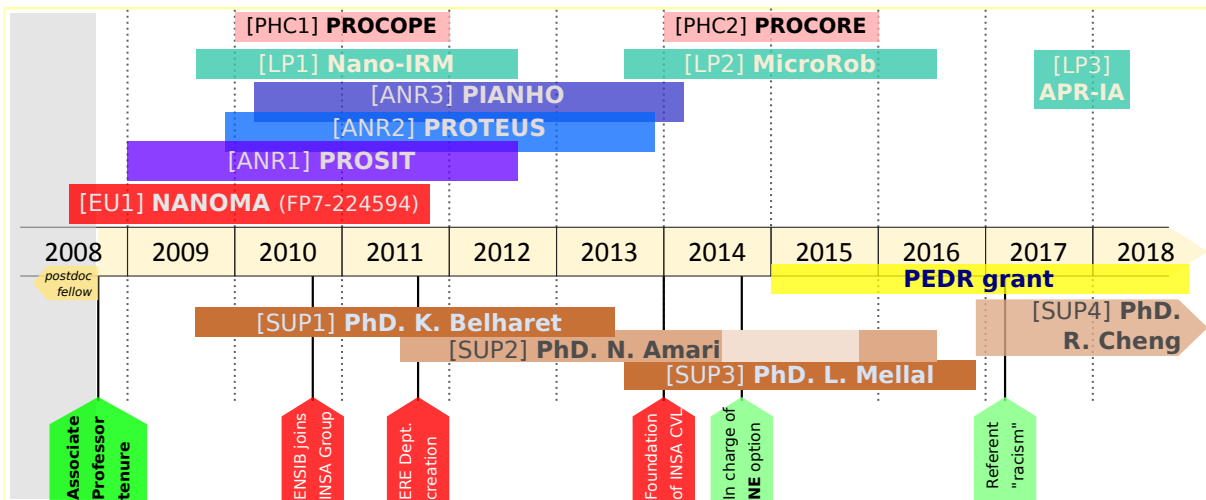 [PHC1] PROCOPE
[PHC2] PROCORE
[LP1] Nano-IRM
[LP2] MicroRob
[LP3]
APR-IA
[ANR3] PIANHO
[ANR2] PROTEUS
[ANR1] PROSIT
[EU1] NANOMA (FP7-224594)
2008 2009 2010 2011 2012 2013 2014 2015 2016 2017 2018
postdoc
fellow
PEDR grant
[SUP1] PhD. K. Belharet
[SUP2] PhD. N. Amari
[SUP3] PhD. L. Mellal
[SUP4] PhD.
R. Cheng
Associate
Professor
tenure
ENSIB joins
INSA Group
ERE Dept.
creation
Foundation
of INSA CVL
In charge of
NE option
Referent
"racism"